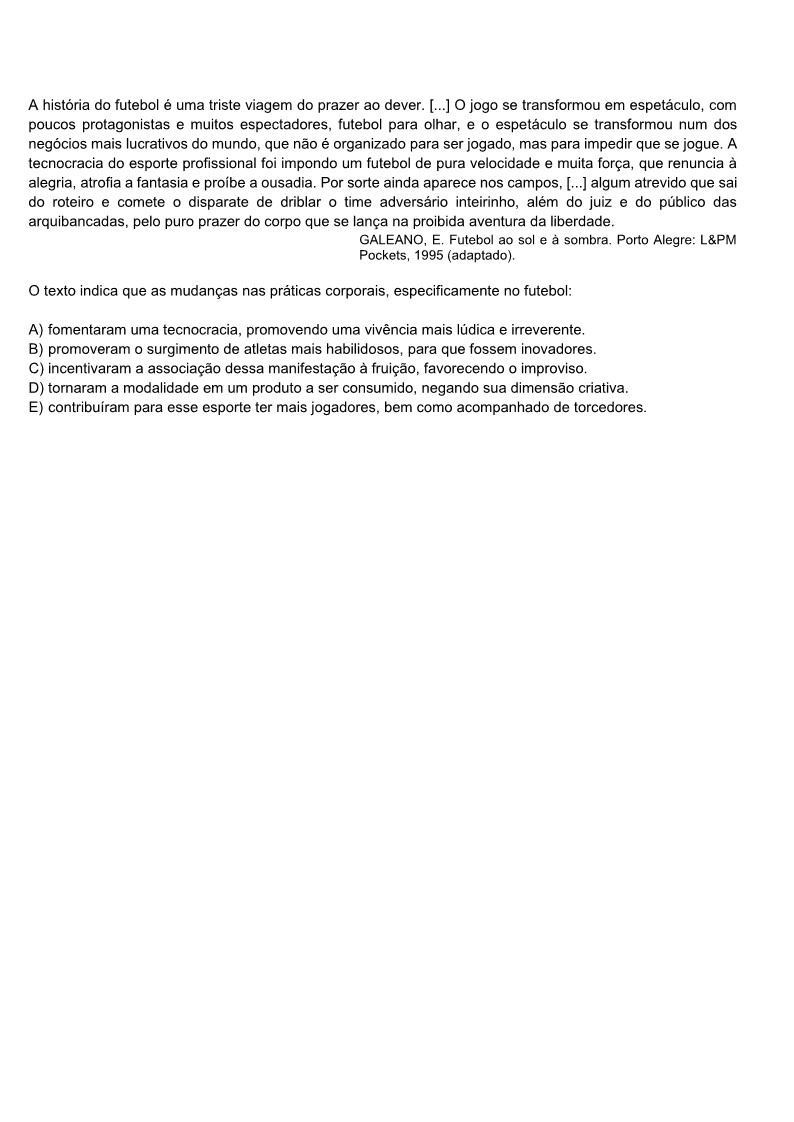 A história do futebol é uma triste viagem do prazer ao dever. [...] O jogo se transformou em espetáculo, com
poucos protagonistas e muitos espectadores, futebol para olhar, e o espetáculo se transformou num dos
negócios mais lucrativos do mundo, que não é organizado para ser jogado, mas para impedir que se jogue. A
tecnocracia do esporte profissional foi impondo um futebol de pura velocidade e muita força, que renuncia à
alegria, atrofia a fantasia e proíbe a ousadia. Por sorte ainda aparece nos campos, [...] algum atrevido que sai
do roteiro e comete o disparate de driblar o time adversário inteirinho, além do juiz e do público das
arquibancadas, pelo puro prazer do corpo que se lança na proibida aventura da liberdade.
GALEANO, E. Futebol ao sol e à sombra. Porto Alegre: L&PM
Pockets, 1995 (adaptado).
O texto indica que as mudanças nas práticas corporais, especificamente no futebol:
A) fomentaram uma tecnocracia, promovendo uma vivência mais lúdica e irreverente.
B) promoveram o surgimento de atletas mais habilidosos, para que fossem inovadores.
C) incentivaram a associação dessa manifestação à fruição, favorecendo o improviso.
D) tornaram a modalidade em um produto a ser consumido, negando sua dimensão criativa.
E) contribuíram para esse esporte ter mais jogadores, bem como acompanhado de torcedores.